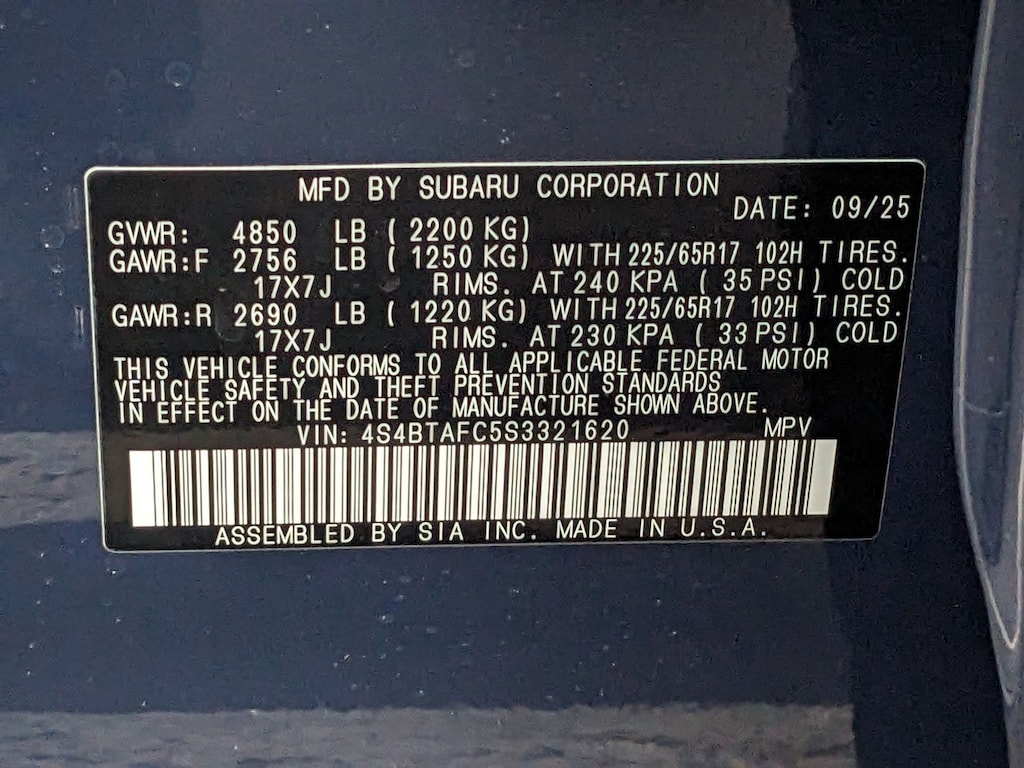 MFD BY SUBARU CORPORATION
DATE: 09/25
GVWR: 4850 LB ( 2200 KG)
GAWR:F 2756 LB ( 1250 KG) WITH 225/65R17 102H TIRES.
17X7J RIMS. AT 240 KPA ( 35 PSI) COLD
GAWR:R 2690 LB ( 1220 KG) WITH 225/65R17 102H TIRES.
17X7J RIMS. AT 230 KPA ( 33 PSI) COLD
THIS VEHICLE CONFORMS TO ALL APPLICABLE FEDERAL MOTOR
VEHICLE SAFETY AND THEFT PREVENTION STANDARDS
IN EFFECT ON THE DATE OF MANUFACTURE SHOWN ABOVE.
VIN: 4S4BTAFC5S3321620 MPV
ASSEMBLED BY SIA INC. MADE IN U.S.A.